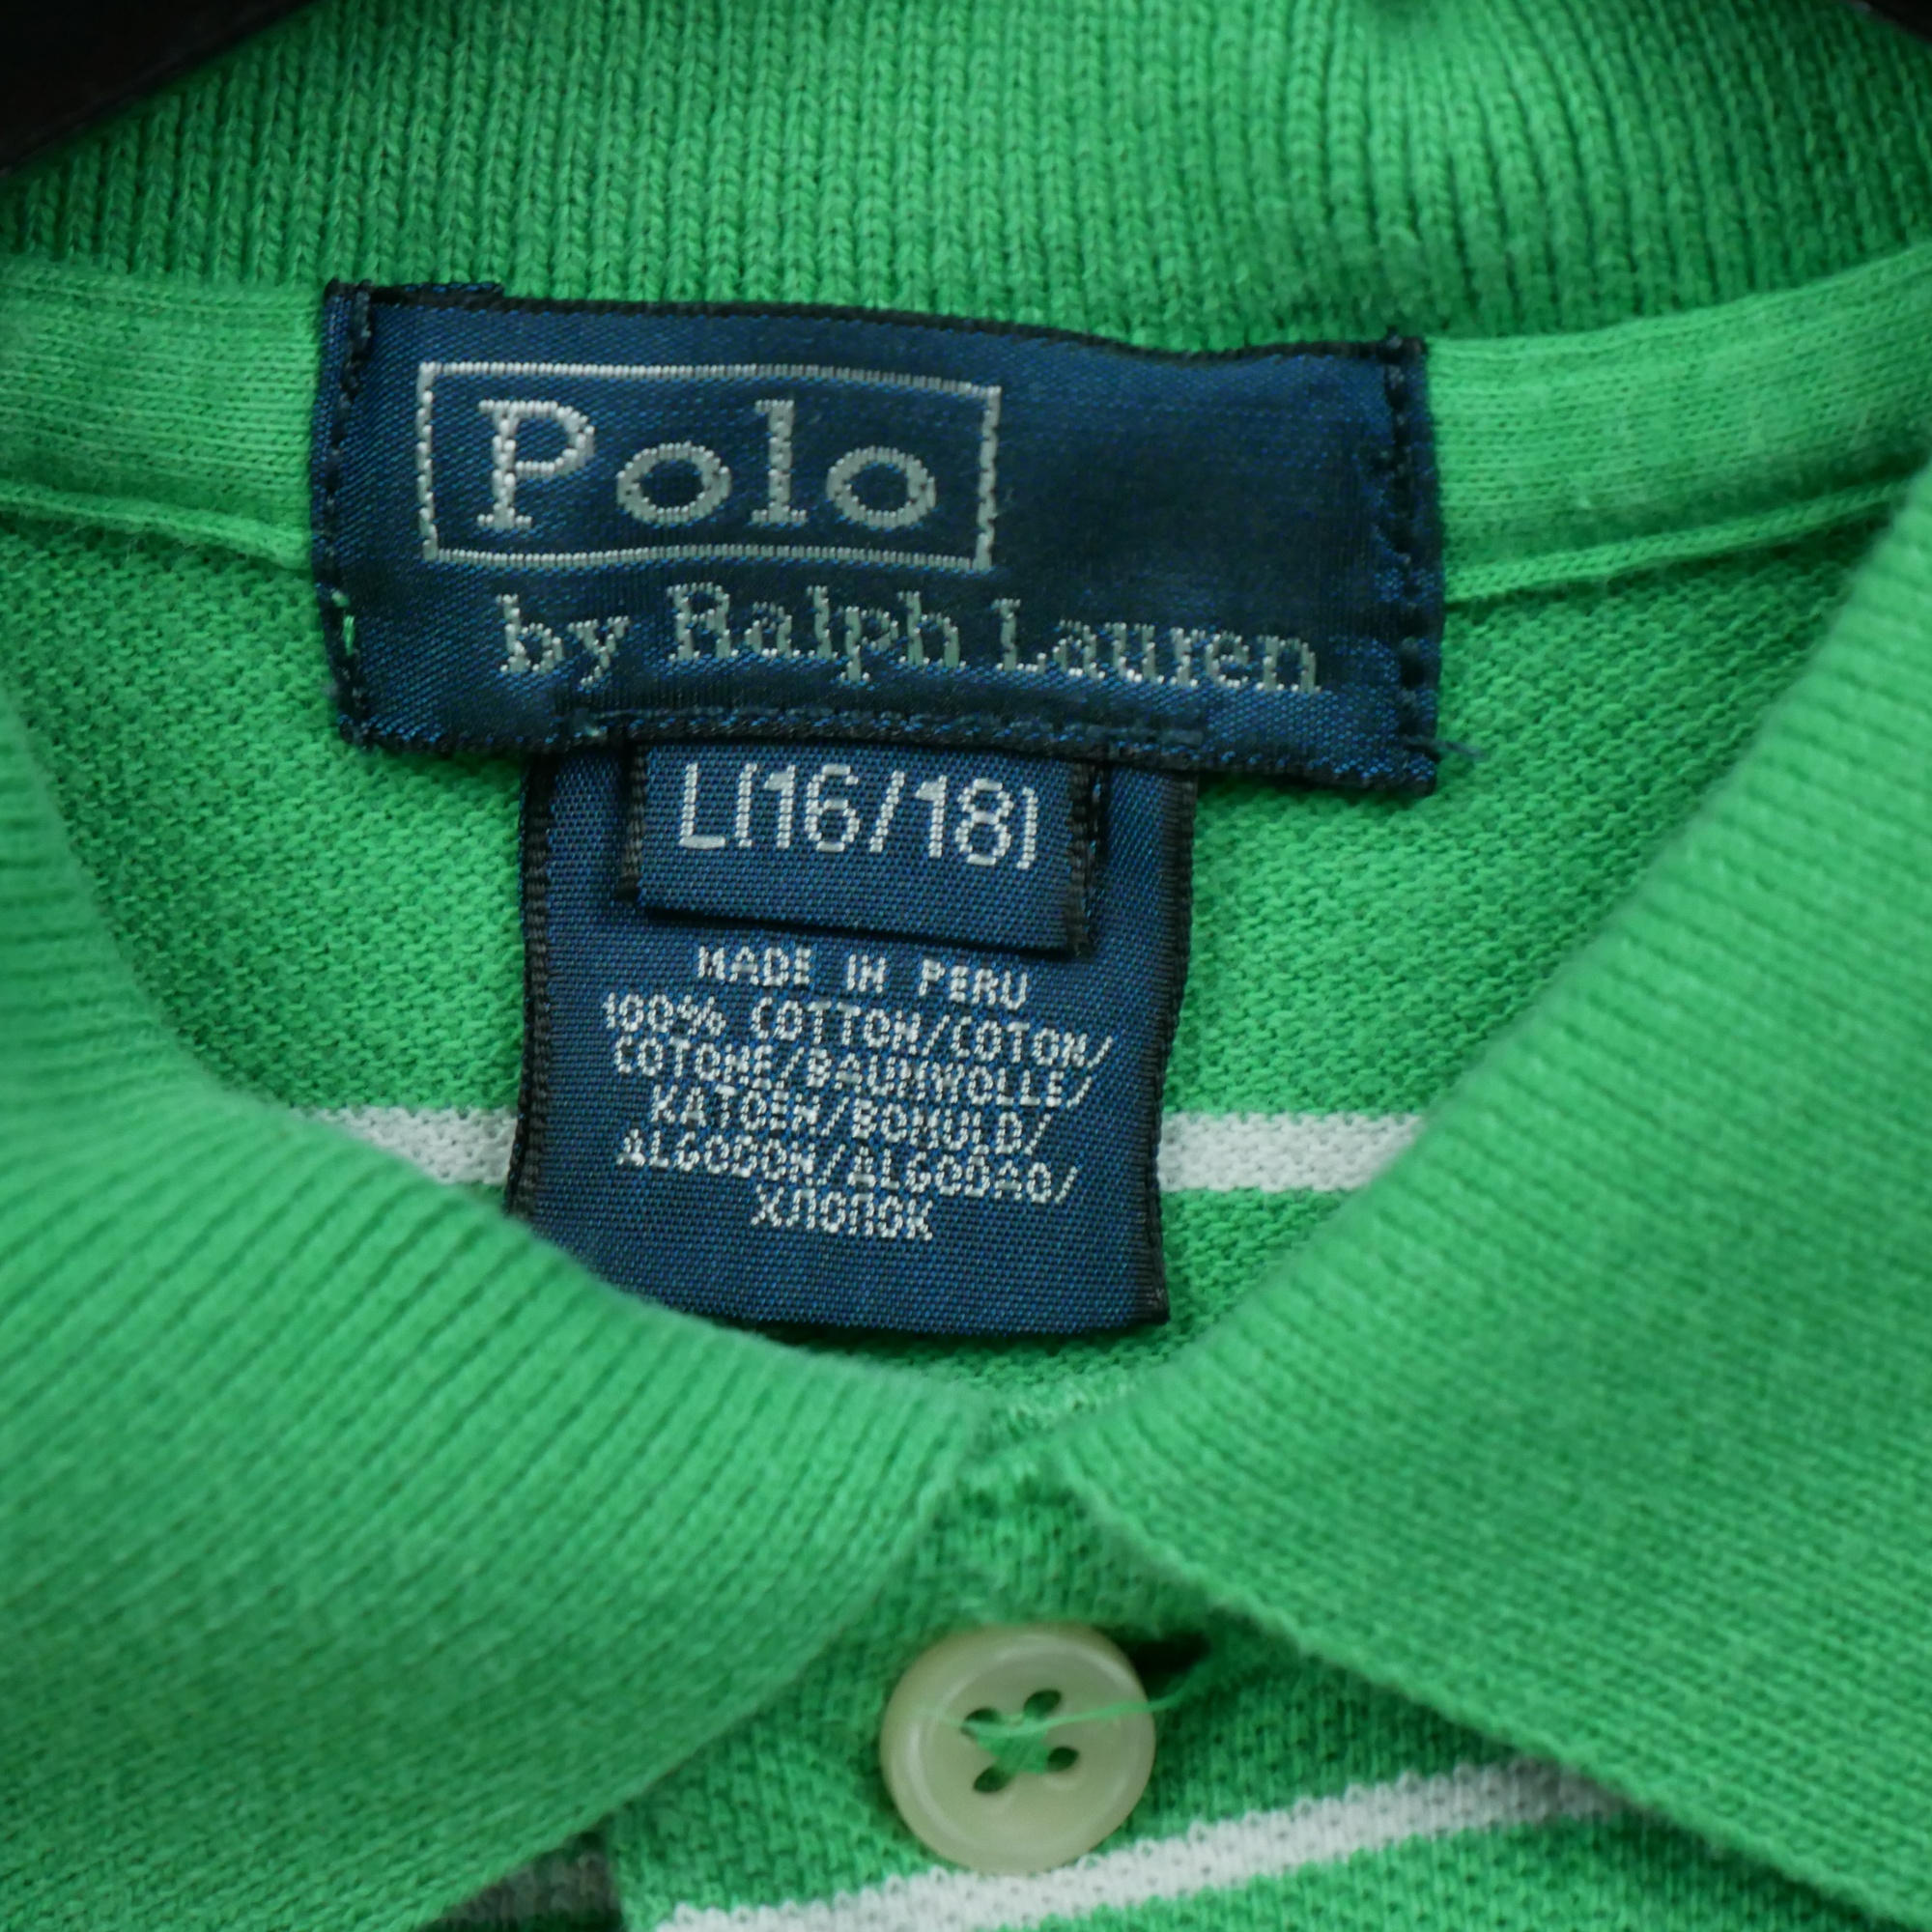 Polo
by Ralph Lauren
L(16/18)
MADE IN PERU
100% COTTON/COTON/
COTONE/BAUMWOLLE/
KATOEN/BOMULD/
ALGODON/ALGODAO/
ХЛОПОК